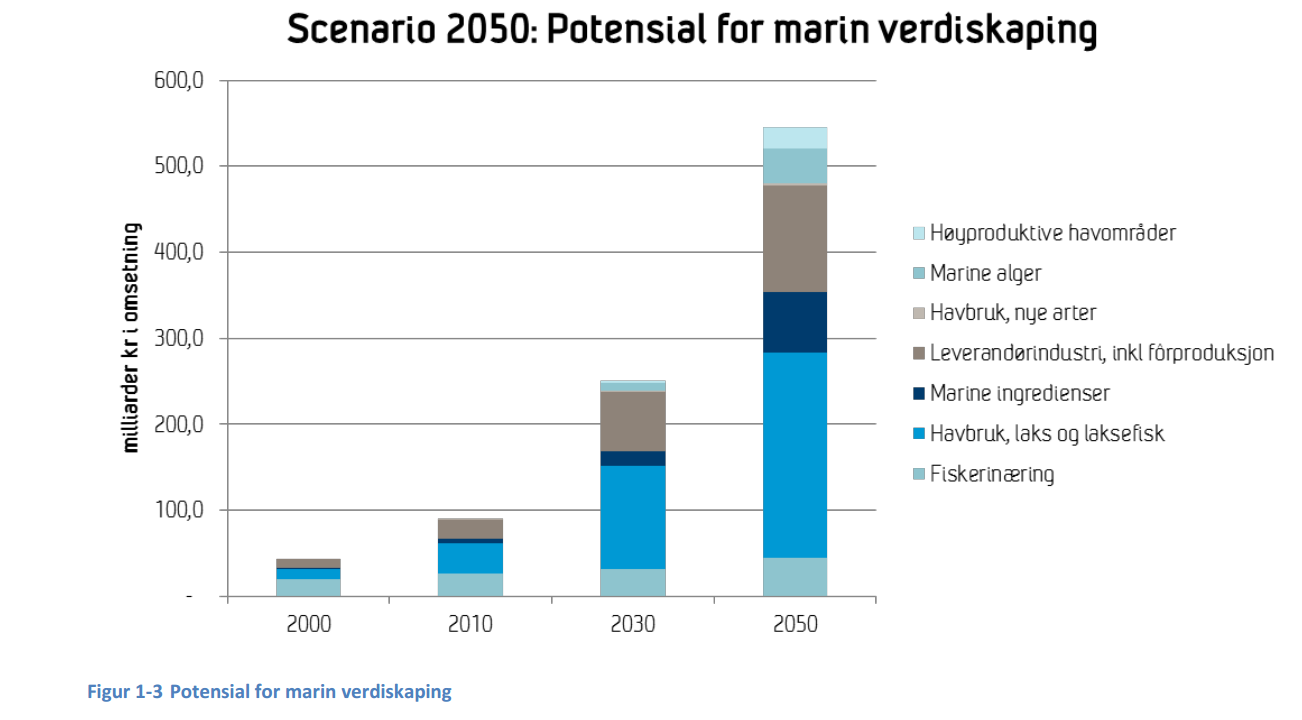 Scenario 2050: Potensial for marin verdiskaping
milliarder kr i omsetning
600,0
500,0
400,0
300,0
200,0
100,0
-
2000
2010
2030
2050
Høyproduktive havområder
Marine alger
Havbruk, nye arter
Leverandørindustri, inkl fôrproduksjon
Marine ingredienser
Havbruk, laks og laksefisk
Fiskerinæring
Figur 1-3 Potensial for marin verdiskaping